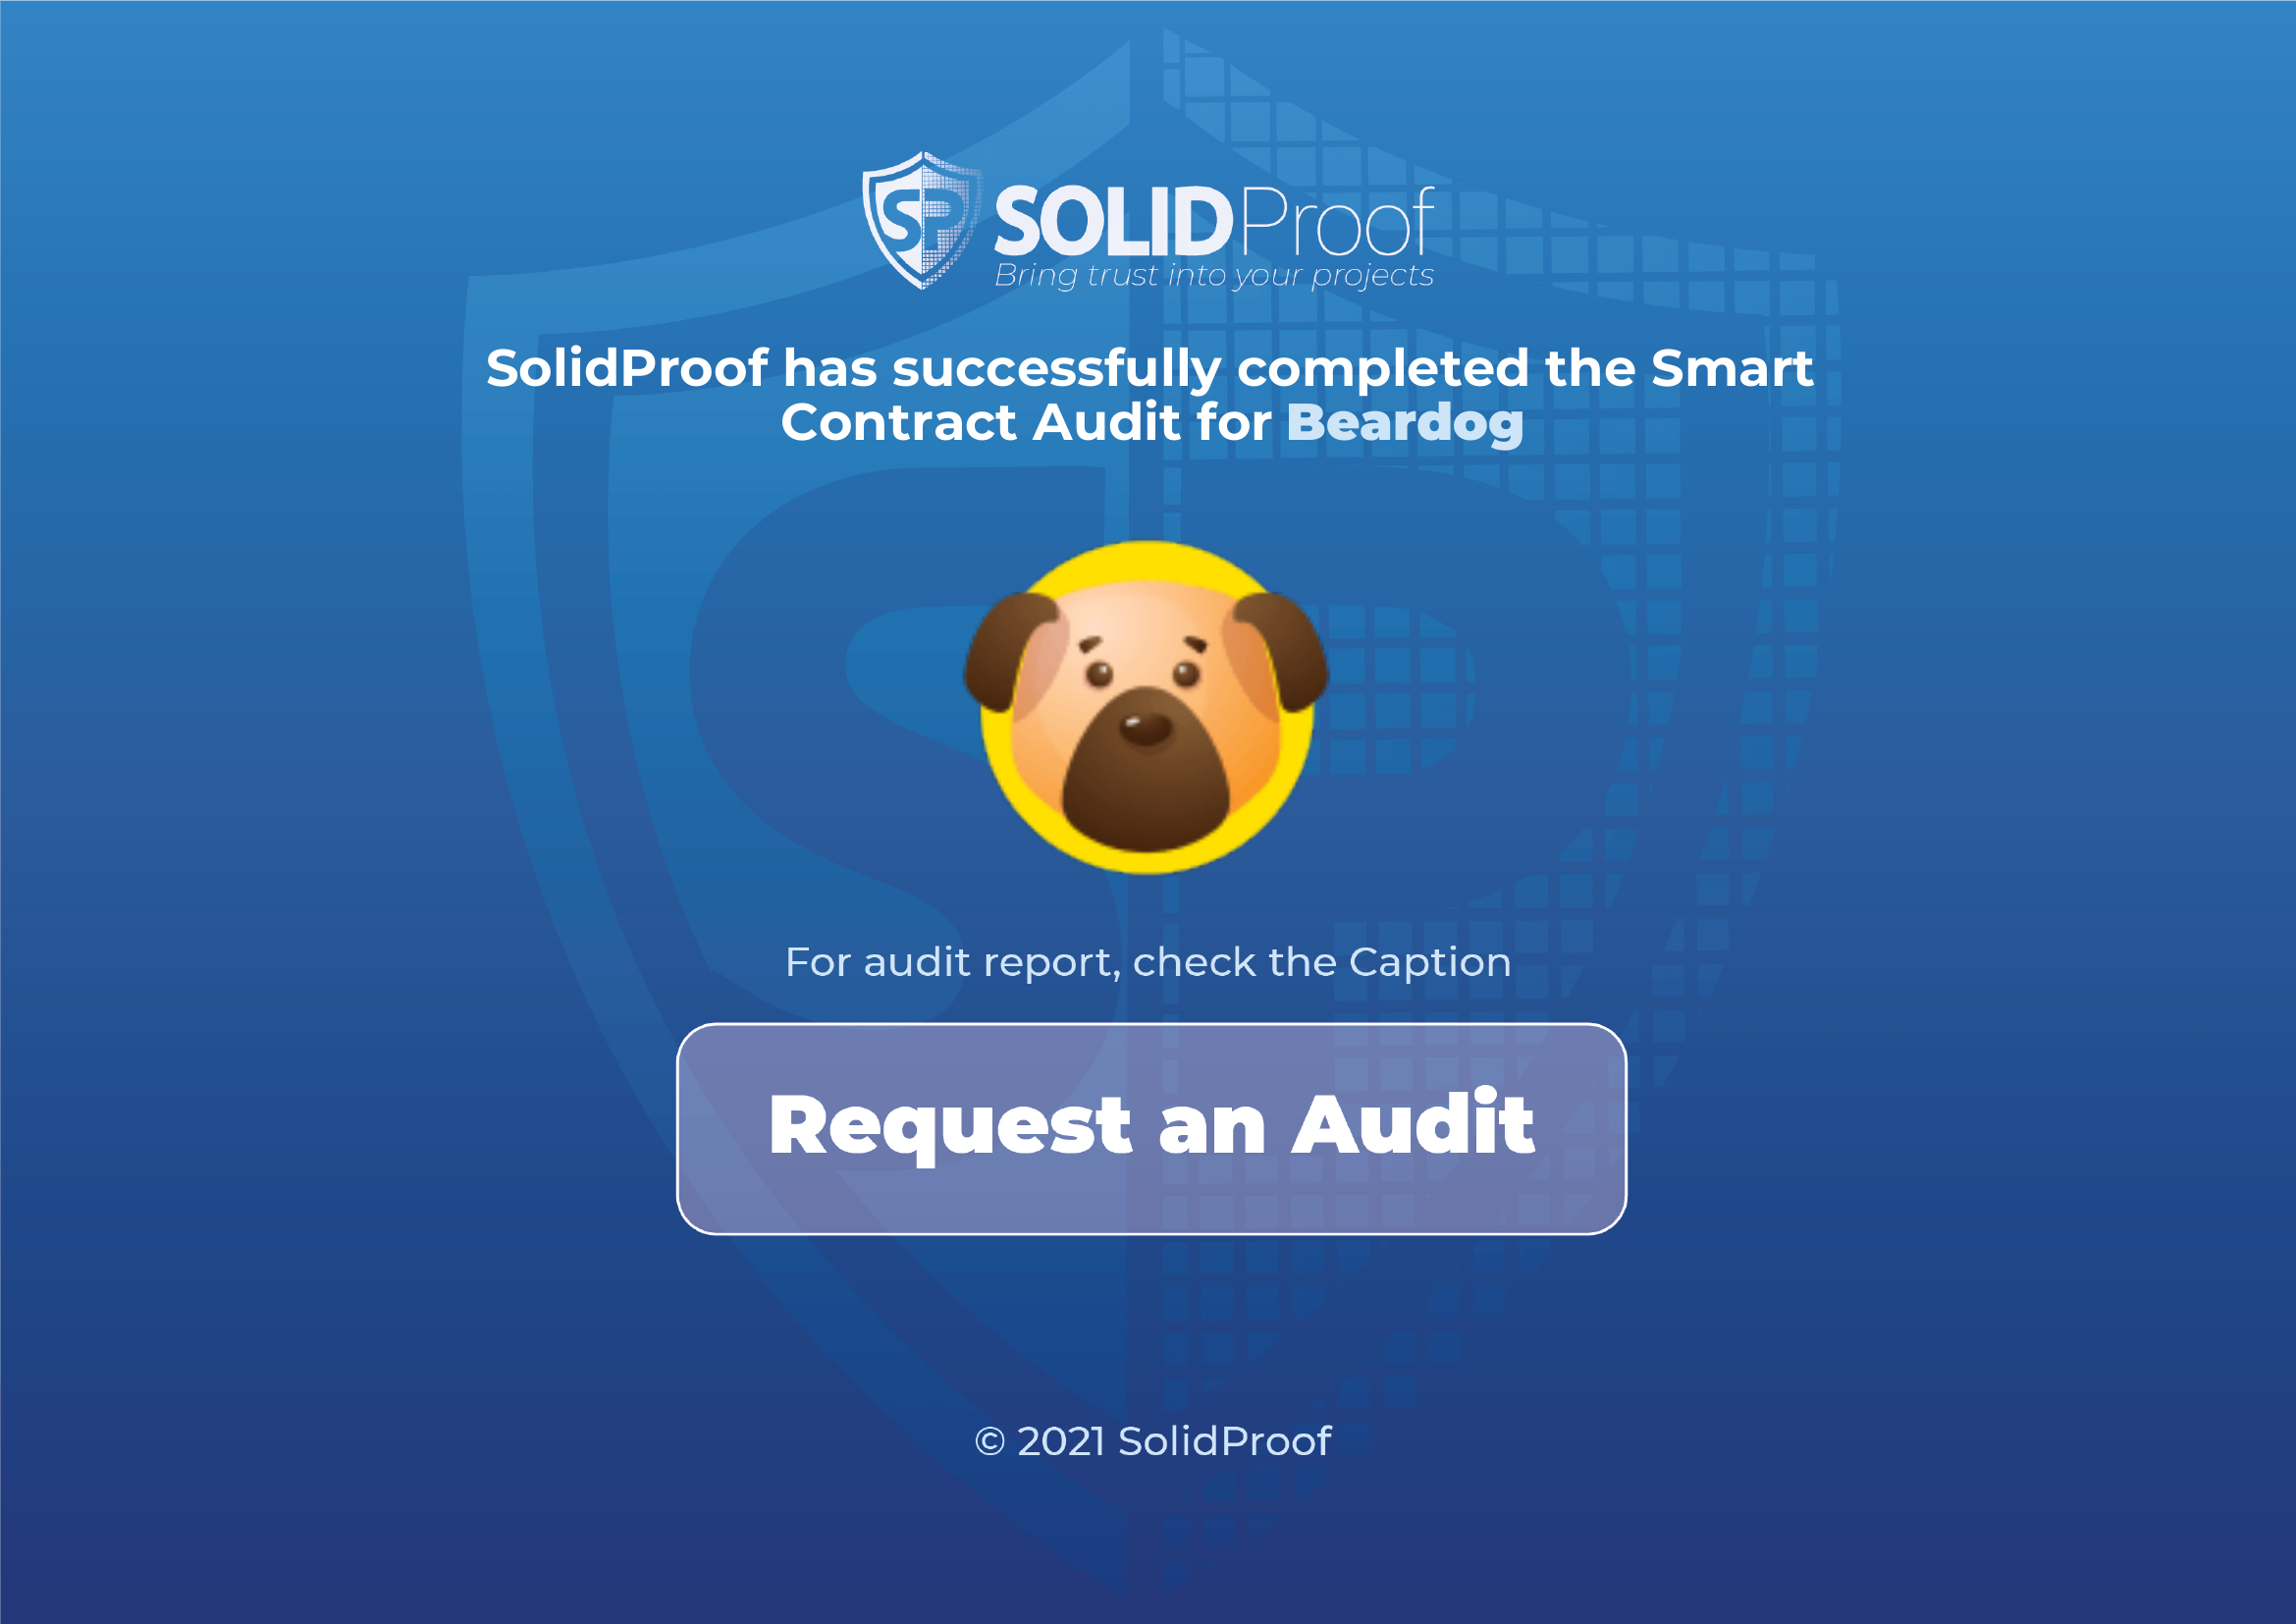 SP SOLIDProof
Bring trust into your projects
SolidProof has successfully completed the Smart
Contract Audit for Beardog
For audit report, check the Caption
Request an Audit
© 2021 SolidProof